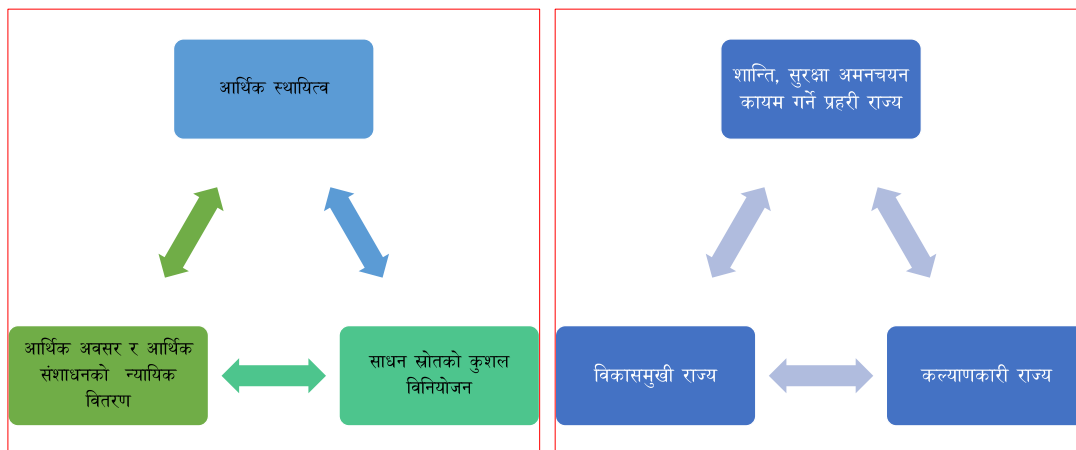 आर्थिक स्थायित्व
आर्थिक अवसर र आर्थिक
संशाधनको न्यायिक
वितरण
साधन स्रोतको कुशल
विनियोजन
शान्ति, सुरक्षा अमनचयन
कायम गर्ने प्रहरी राज्य
विकासमुखी राज्य
कल्याणकारी राज्य